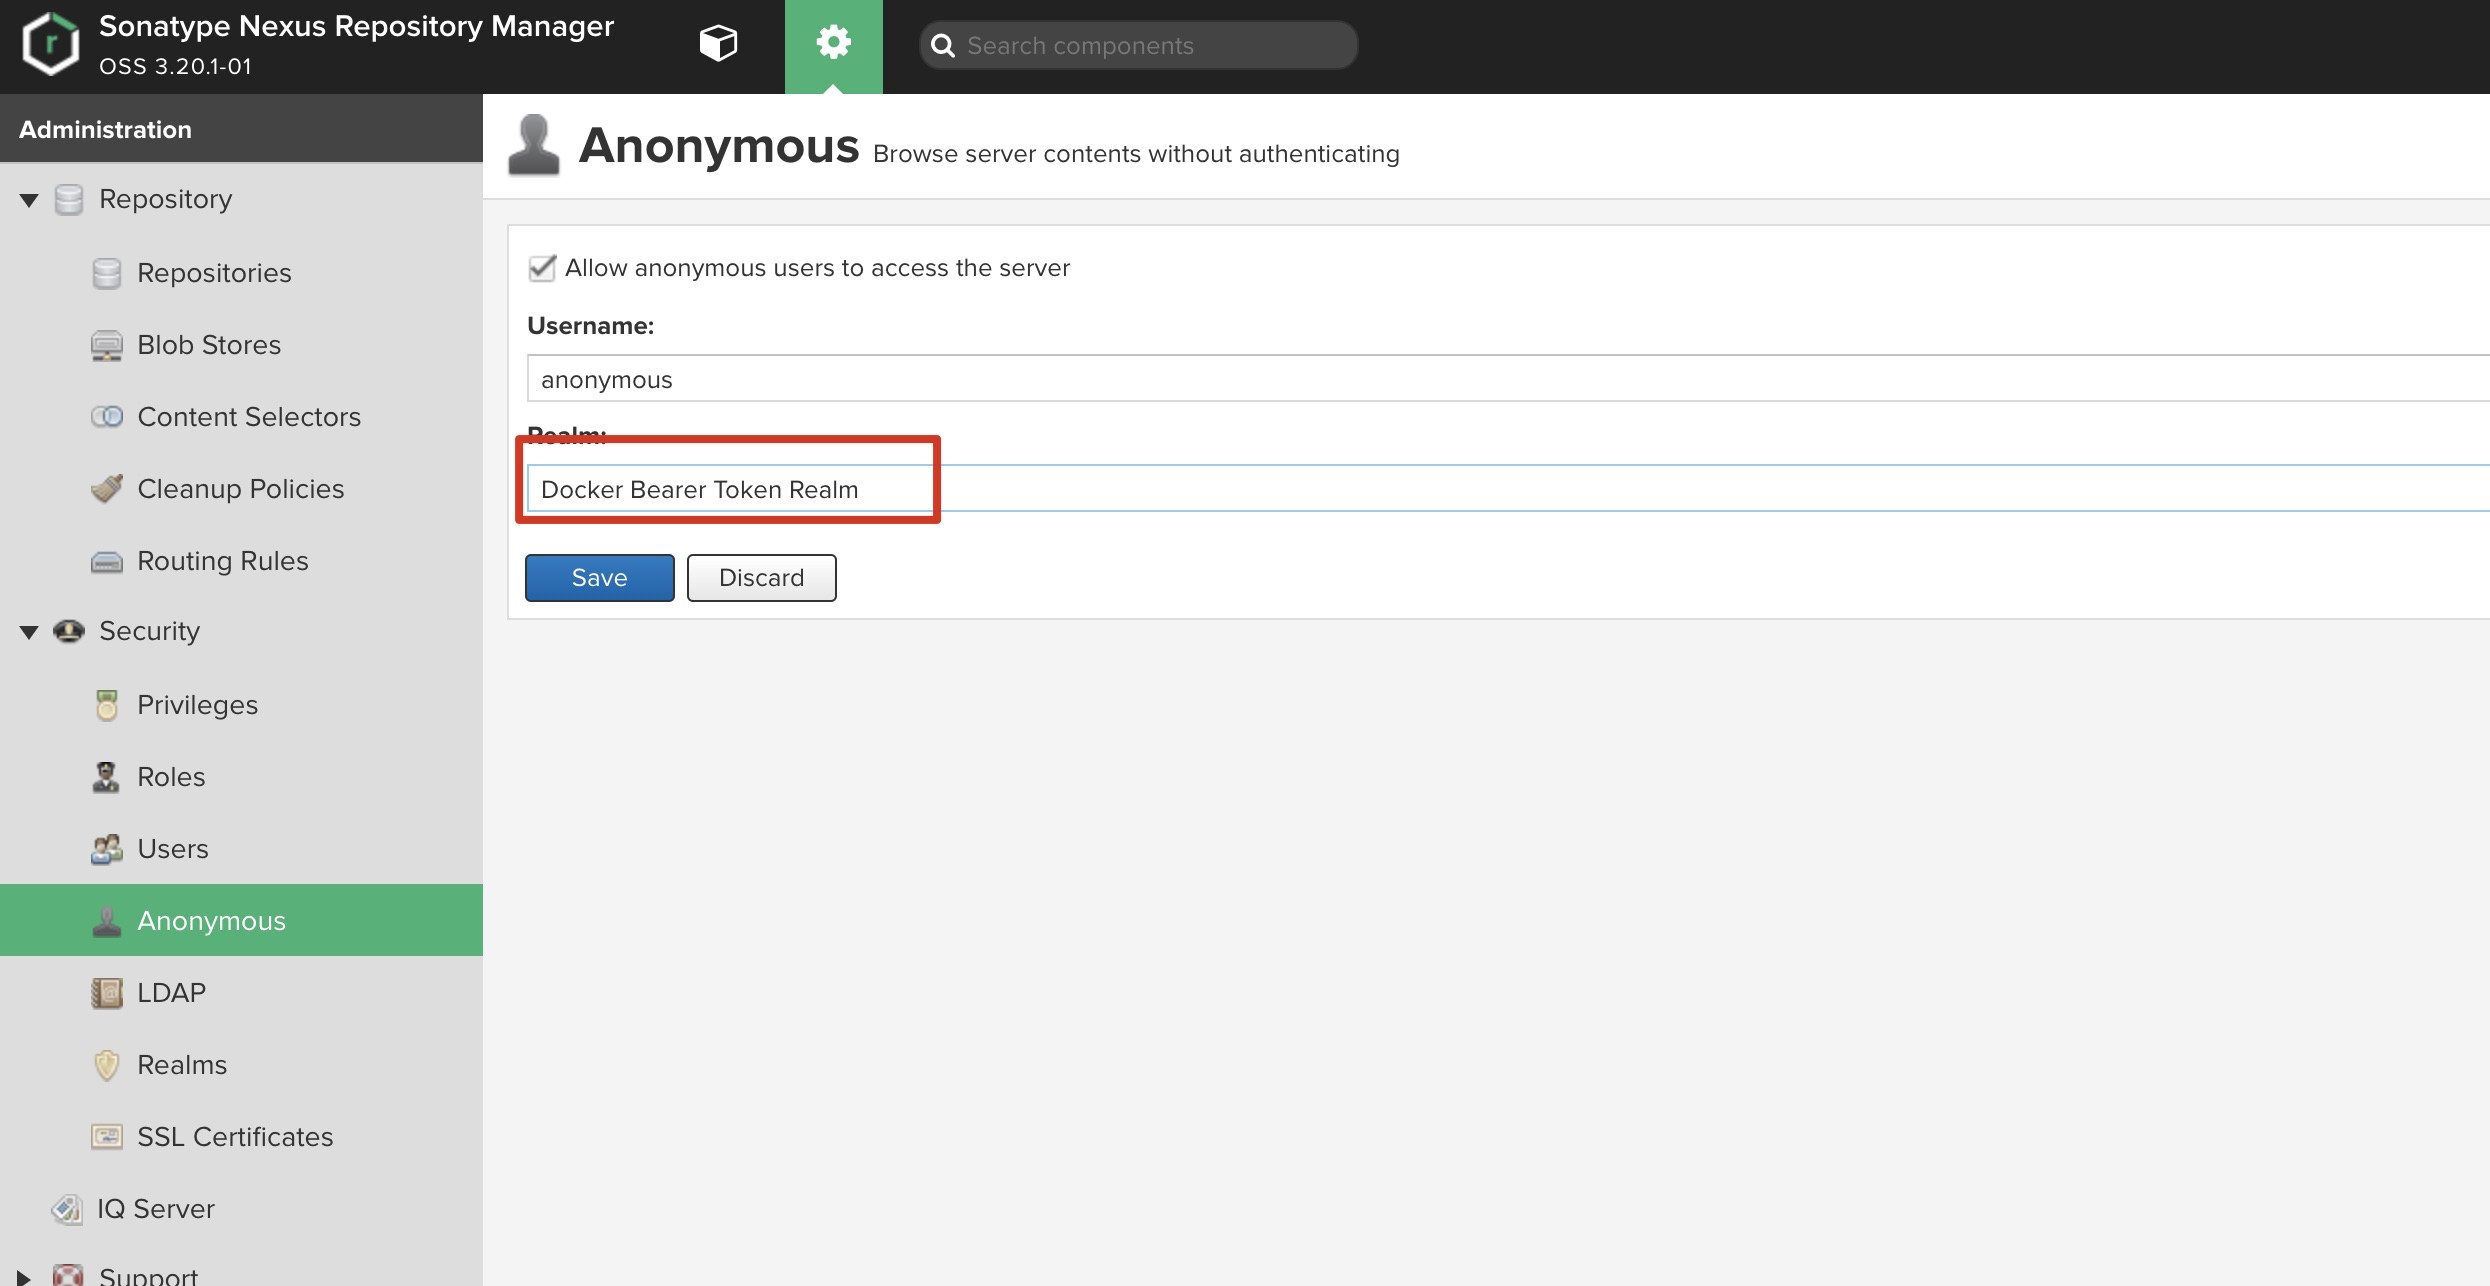 Sonatype Nexus Repository Manager
OSS 3.20.1-01
Search components
Administration
Repository
Repositories
Blob Stores
Content Selectors
Cleanup Policies
Routing Rules
Security
Privileges
Roles
Users
Anonymous
LDAP
Realms
SSL Certificates
IQ Server
Support
Anonymous Browse server contents without authenticating
Allow anonymous users to access the server
Username:
anonymous
Realm:
Docker Bearer Token Realm
Save Discard